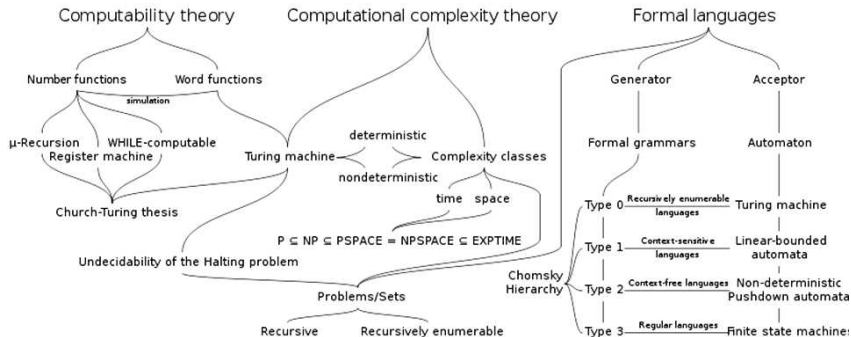 Computability theory
Computational complexity theory
Formal languages
Number functions
Word functions
Generator
Acceptor
simulation
deterministic
μ-Recursion
WHILE-computable
Formal grammars
Automaton
Register machine
Turing machine
Complexity classes
nondeterministic
time
space
Church-Turing thesis
Type 0
Recursively enumerable
languages
Turing machine
P ⊆ NP ⊆ PSPACE = NPSPACE ⊆ EXPTIME
Type 1
Context-sensitive
languages
Linear-bounded
automata
Undecidability of the Halting problem
Chomsky
Hierarchy
Type 2
Context-free languages
Non-deterministic
Pushdown automata
Problems/Sets
Recursive
Recursively enumerable
Type 3
Regular languages
Finite state machines